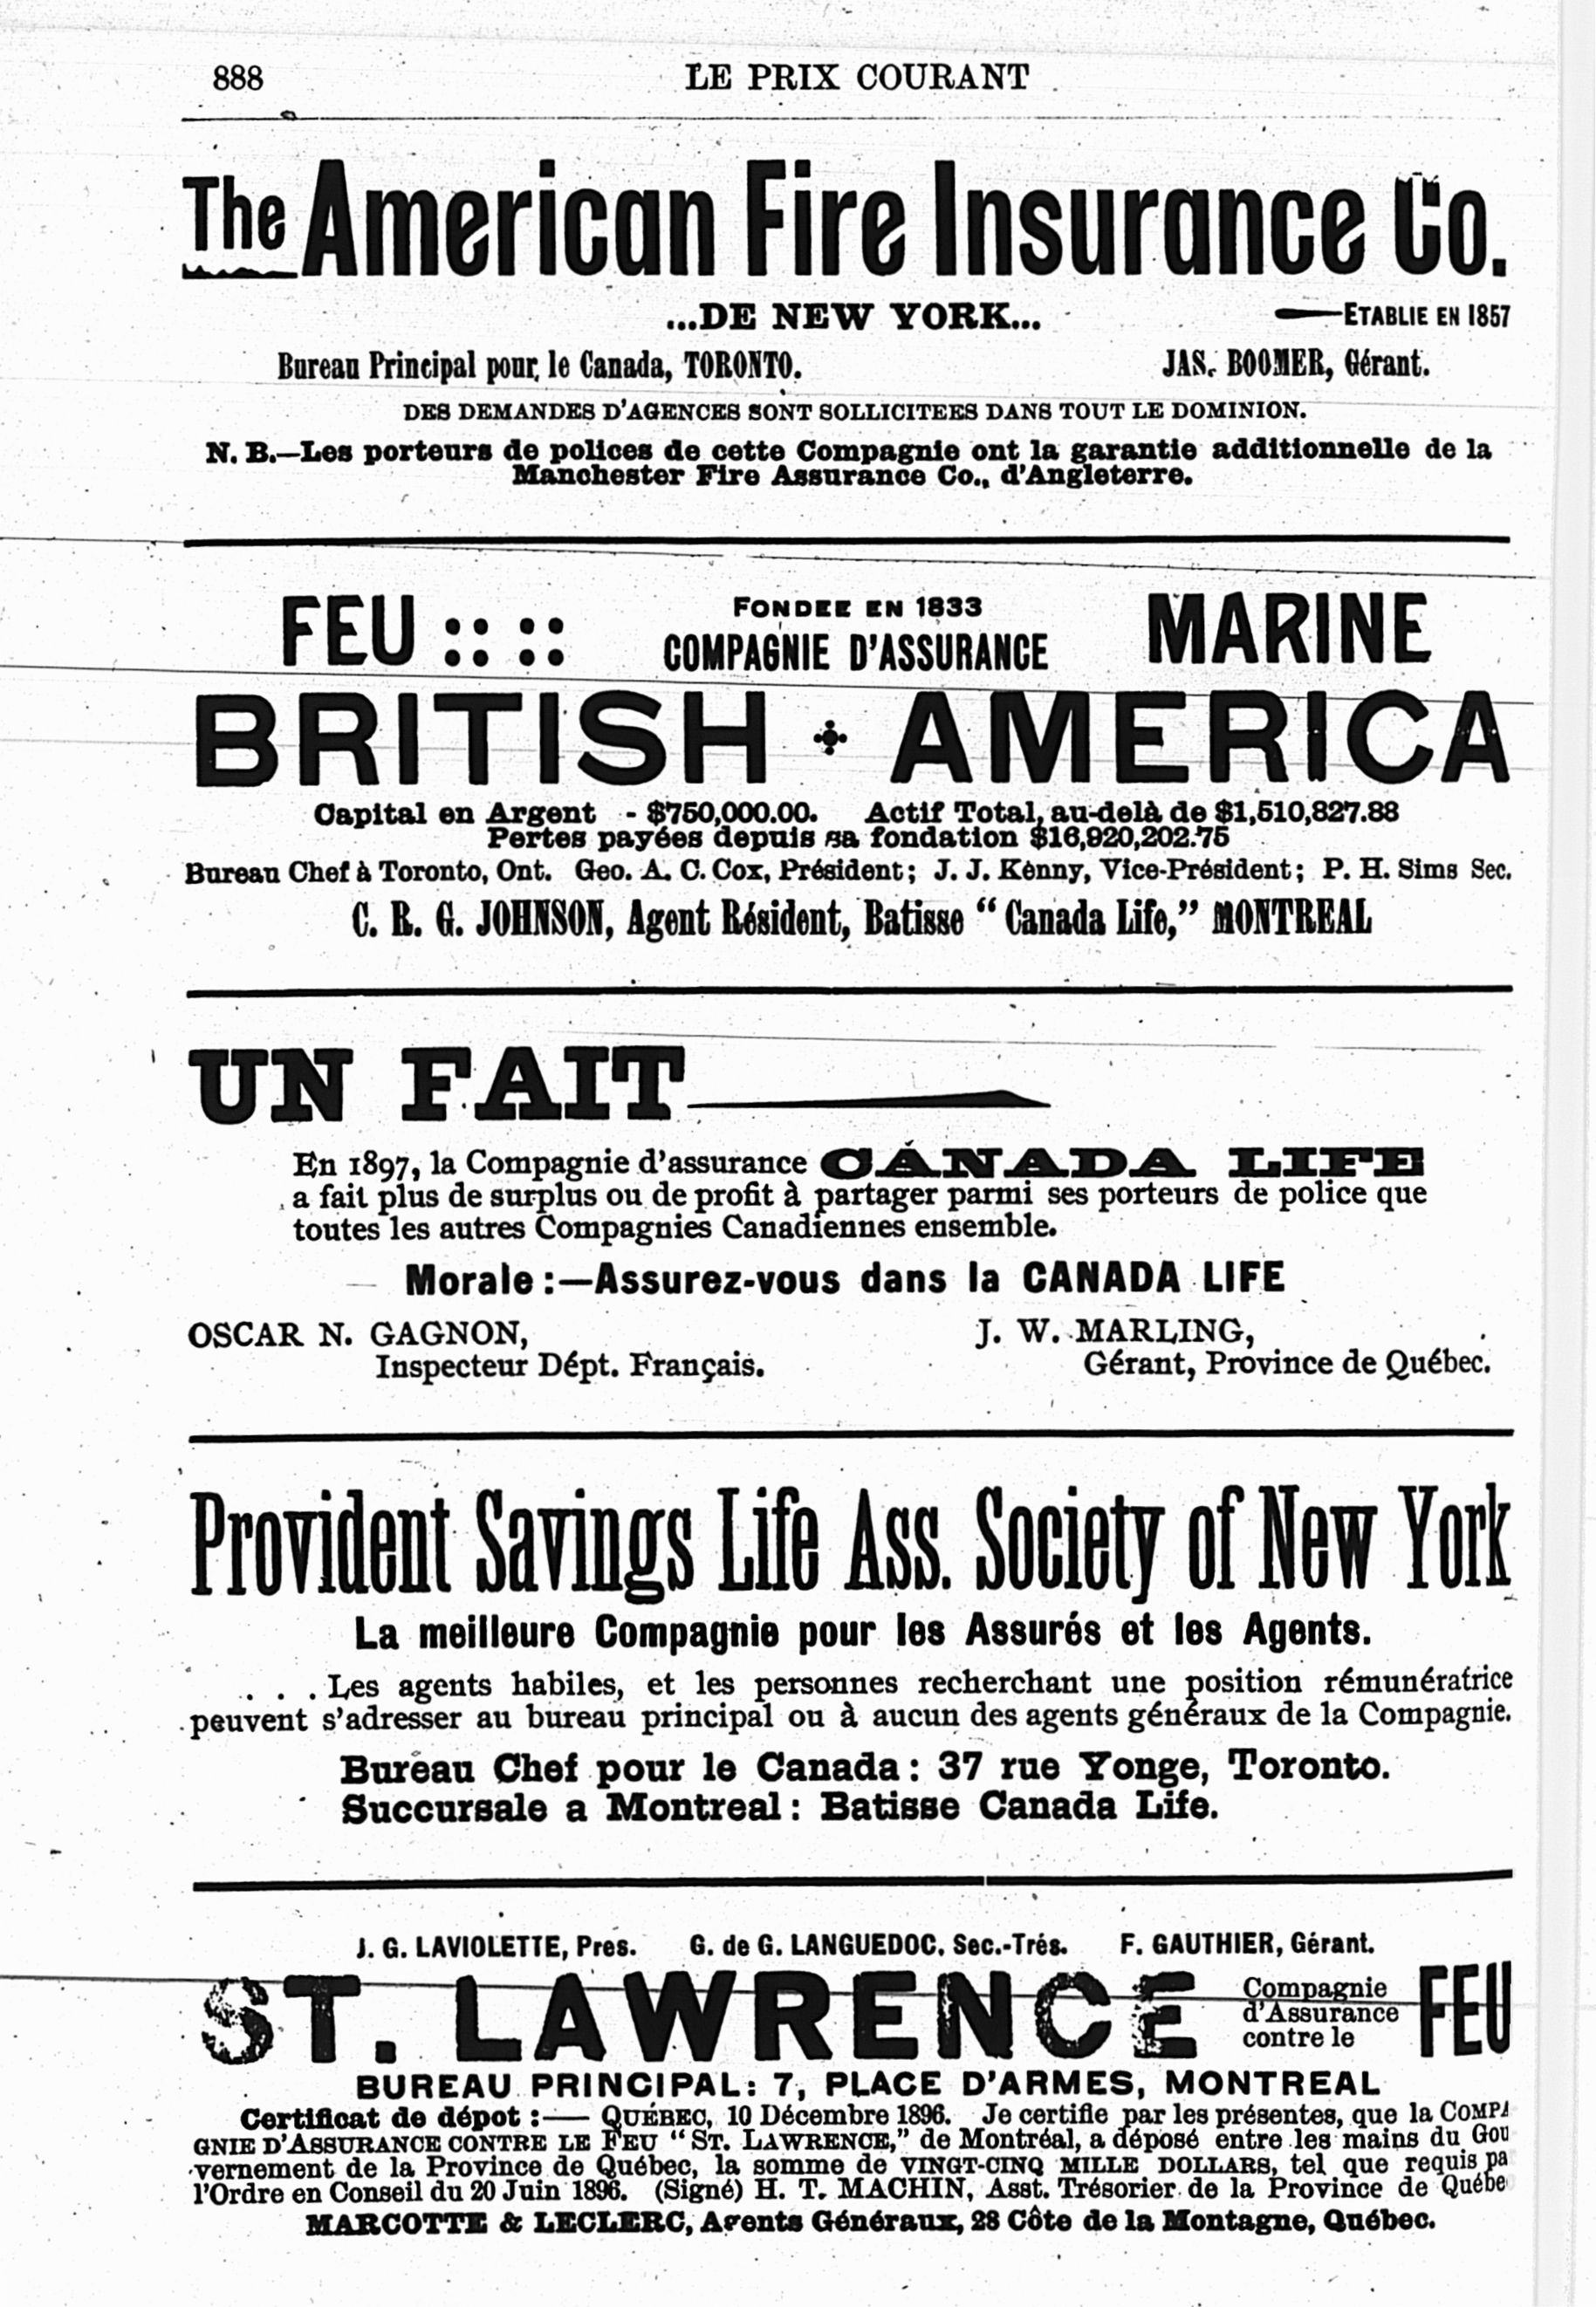 888
LE PRIX COURANT
The American Fire Insurance Co.
...DE NEW YORK...
ETABLIE EN 1857
Bureau Principal pour le Canada, TORONTO.
JAS. BOOMER, Gérant.
DES DEMANDES D'AGENCES SONT SOLLICITEES DANS TOUT LE DOMINION.
N. B.—Les porteurs de polices de cette Compagnie ont la garantie additionnelle de la
Manchester Fire Assurance Co., d'Angleterre.
FEU :: ::
FONDEE EN 1833
COMPAGNIE D'ASSURANCE
MARINE
BRITISH AMERICA
Capital en Argent - $750,000.00. Actif Total, au-delà de $1,510,827.88
Pertes payées depuis sa fondation $16,920,202.75
Bureau Chef à Toronto, Ont. Geo. A. C. Cox, Président; J. J. Kenny, Vice-Président; P. H. Sims Sec.
C. R. G. JOHNSON, Agent Résident, Batisse "Canada Life," MONTREAL
UN FAIT
En 1897, la Compagnie d'assurance CANADA LIFE
a fait plus de surplus ou de profit à partager parmi ses porteurs de police que
toutes les autres Compagnies Canadiennes ensemble.
Morale :—Assurez-vous dans la CANADA LIFE
OSCAR N. GAGNON,
Inspecteur Dépt. Français.
J. W. MARLING,
Gérant, Province de Québec.
Provident Savings Life Ass. Society of New York
La meilleure Compagnie pour les Assurés et les Agents.
. . . Les agents habiles, et les personnes recherchant une position rémunératrice
peuvent s'adresser au bureau principal ou à aucun des agents généraux de la Compagnie.
Bureau Chef pour le Canada : 37 rue Yonge, Toronto.
Succursale a Montreal : Batisse Canada Life.
J. G. LAVIOLETTE, Pres. G. de G. LANGUEDOC, Sec.-Trés. F. GAUTHIER, Gérant.
ST. LAWRENCE
Compagnie
d'Assurance
contre le
FEU
BUREAU PRINCIPAL: 7, PLACE D'ARMES, MONTREAL
Certificat de dépot :— QUÉBEC, 10 Décembre 1896. Je certifie par les présentes, que la COMPA
GNIE D'ASSURANCE CONTRE LE FEU "ST. LAWRENCE," de Montréal, a déposé entre les mains du Gou
vernement de la Province de Québec, la somme de VINGT-CINQ MILLE DOLLARS, tel que requis pa
l'Ordre en Conseil du 20 Juin 1896. (Signé) H. T. MACHIN, Asst. Trésorier de la Province de Québe
MARCOTTE & LECLERC, Agents Généraux, 28 Côte de la Montagne, Québec.